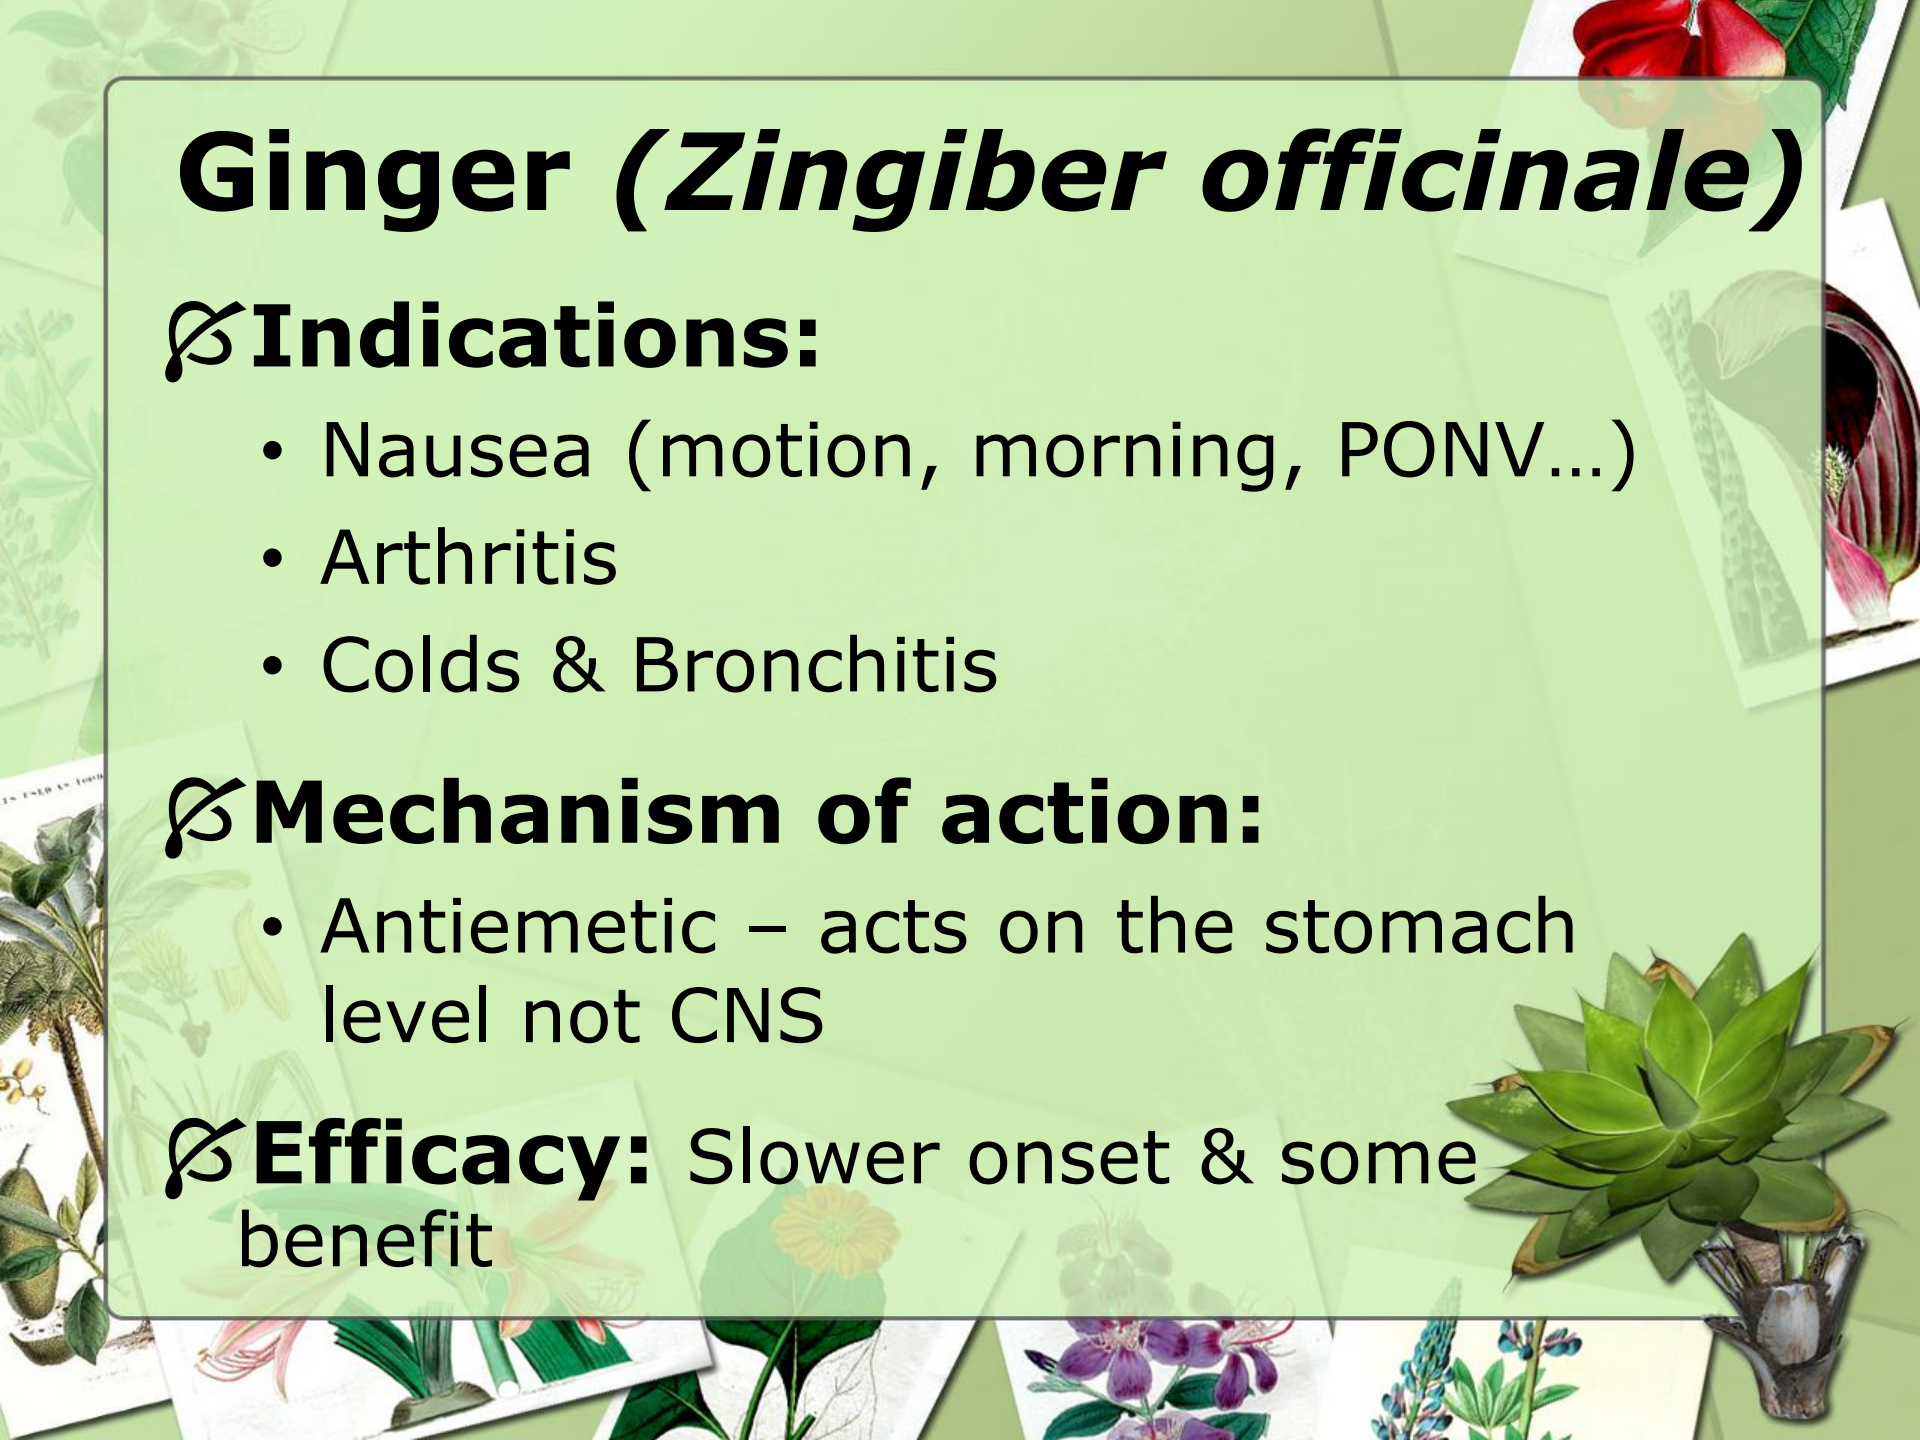 Ginger (Zingiber officinale)
Indications:
• Nausea (motion, morning, PONV…)
• Arthritis
• Colds & Bronchitis
Mechanism of action:
• Antiemetic – acts on the stomach
level not CNS
Efficacy: Slower onset & some
benefit